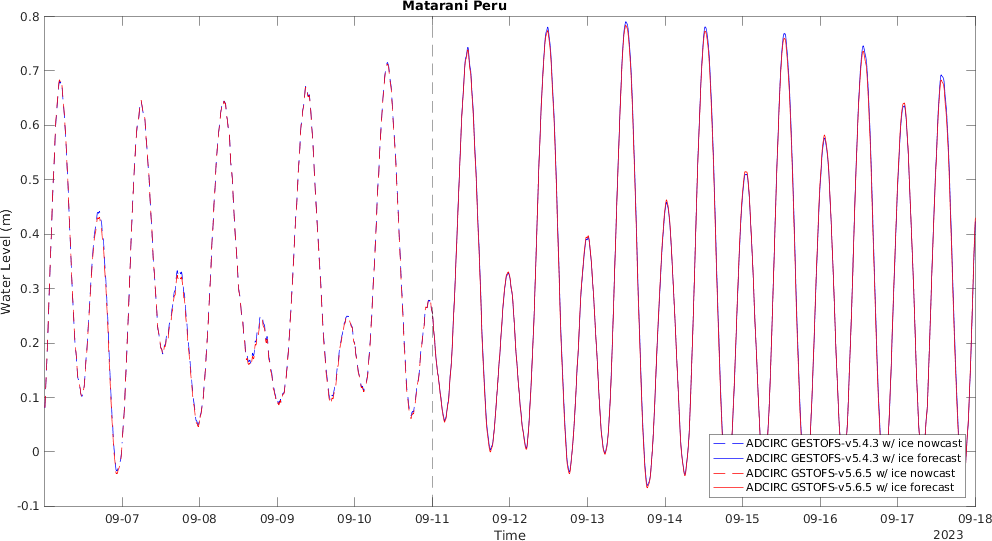 Matarani Peru
0.8
0.7
0.6
0.5
0.4
0.3
0.2
0.1
0
-0.1
Water Level (m)
ADCIRC GESTOFS-v5.4.3 w/ ice nowcast
ADCIRC GESTOFS-v5.4.3 w/ ice forecast
ADCIRC GSTOFS-v5.6.5 w/ ice nowcast
ADCIRC GSTOFS-v5.6.5 w/ ice forecast
09-07 09-08 09-09 09-10 09-11 09-12 09-13 09-14 09-15 09-16 09-17 09-18
Time
2023